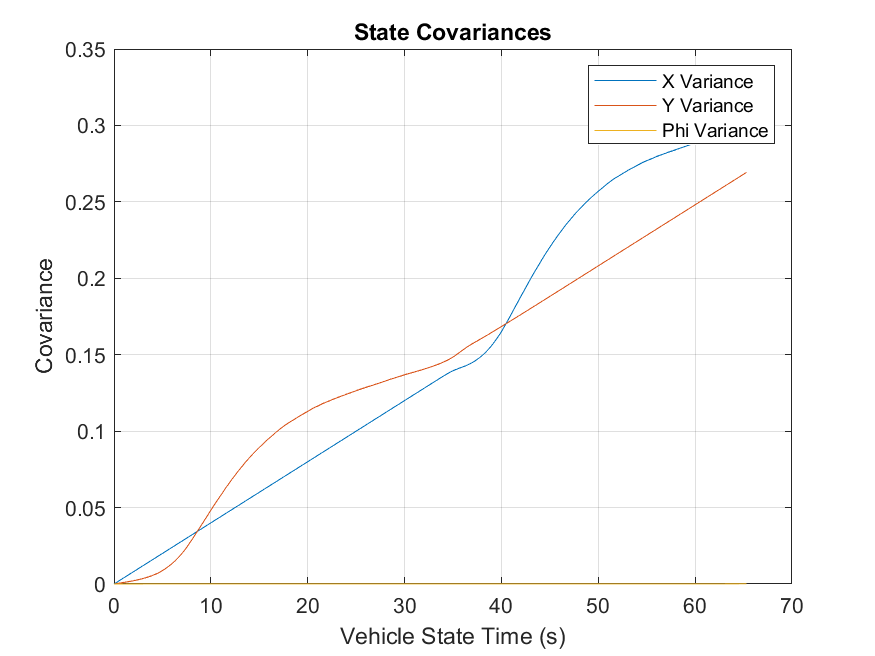 State Covariances
0.35
0.3
0.25
0.2
0.15
0.1
0.05
0
Covariance
X Variance
Y Variance
Phi Variance
0 10 20 30 40 50 60 70
Vehicle State Time (s)